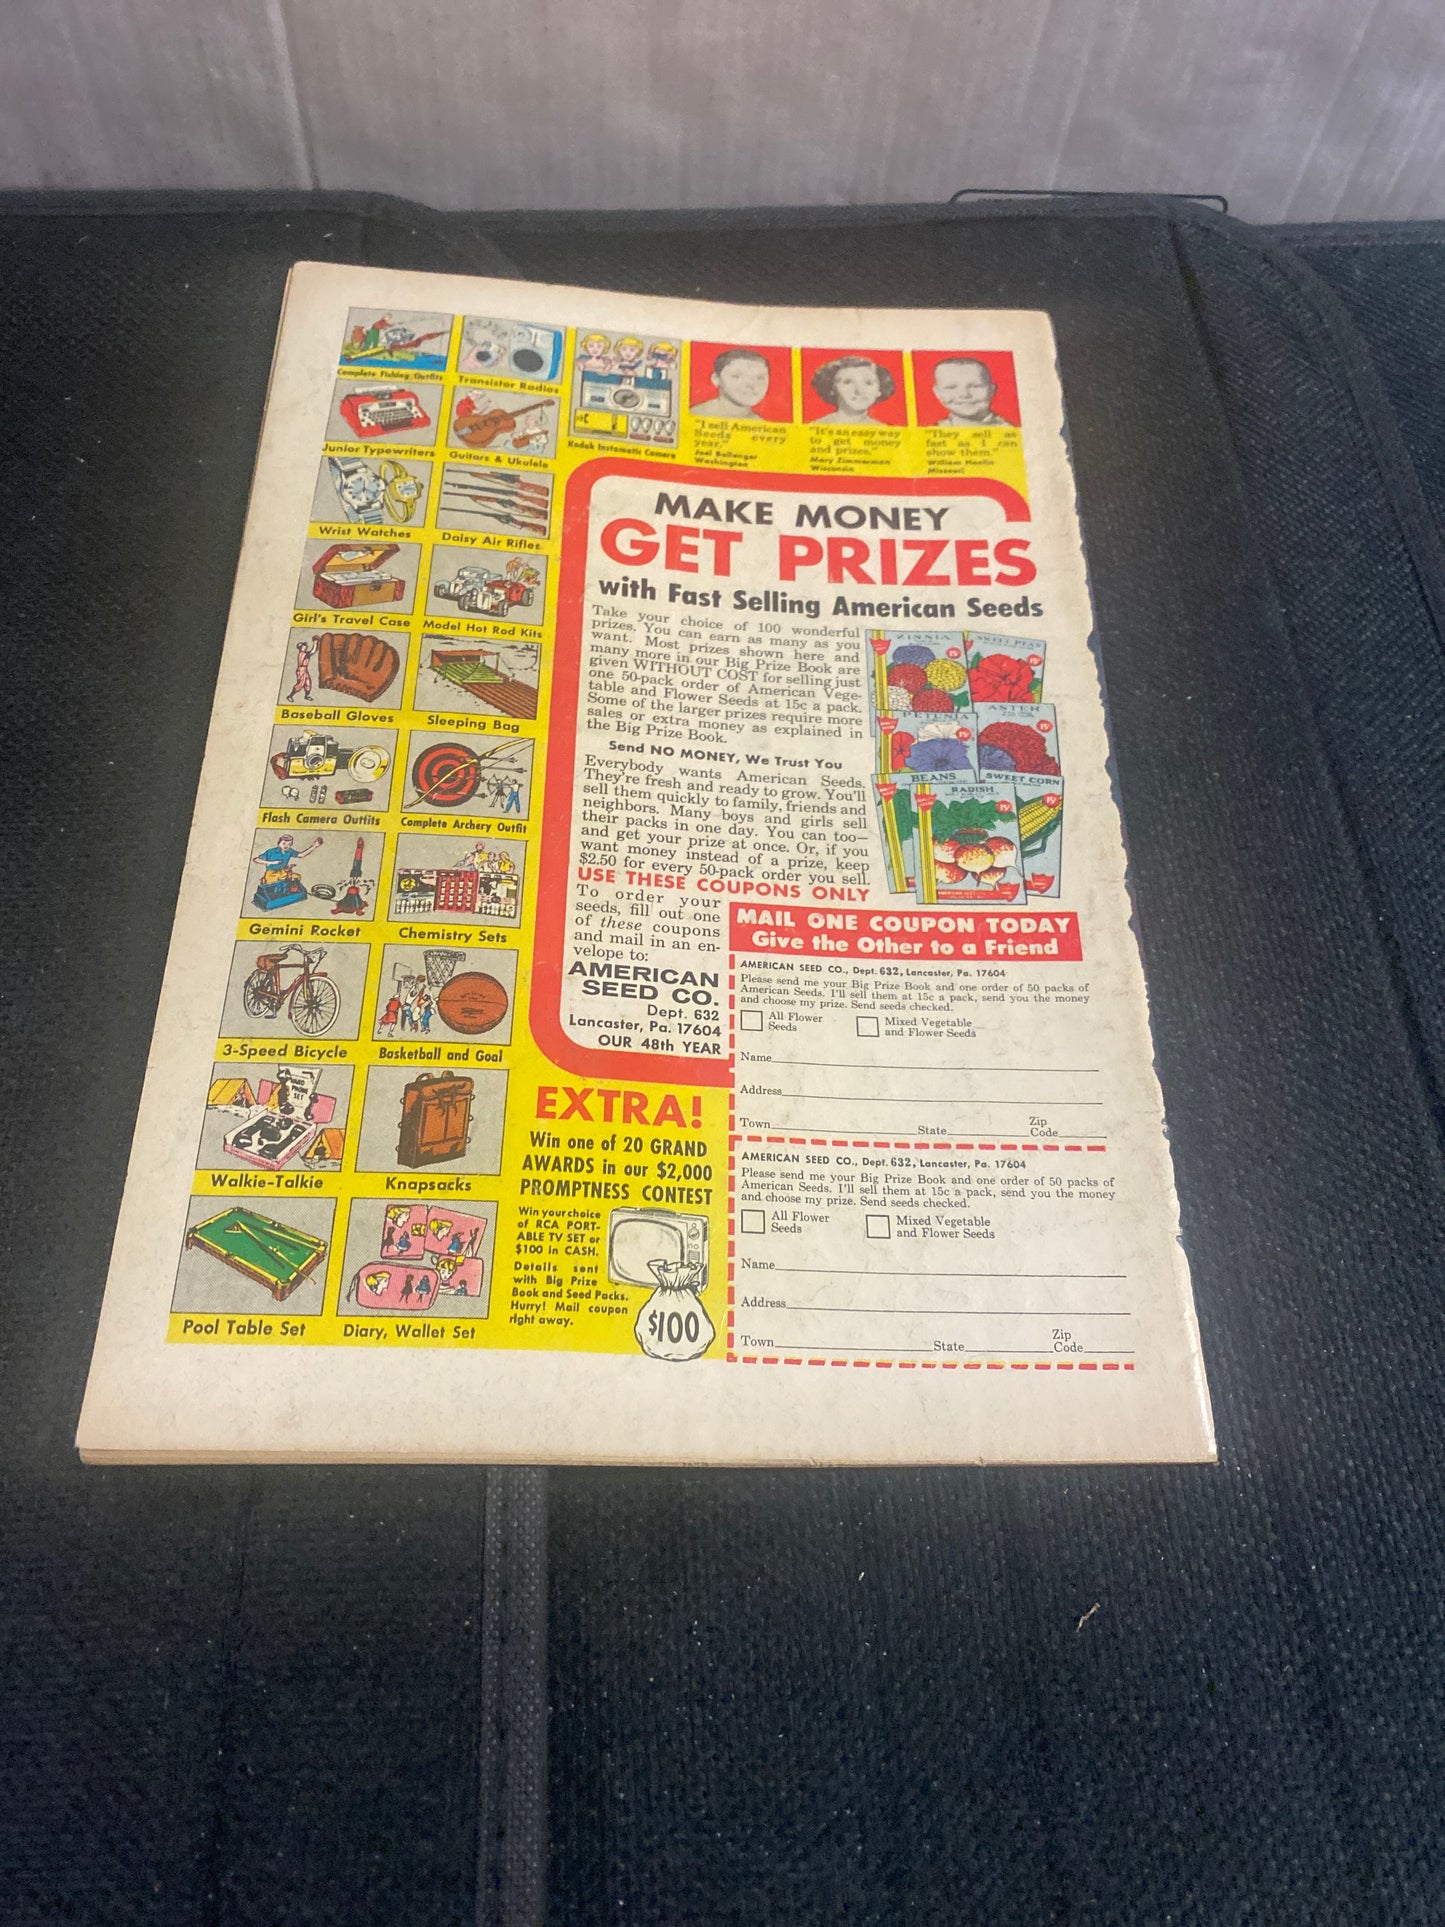 Complete Fishing Outfits
Transistor Radios
Junior Typewriters
Guitars & Ukulele
Kodak Instamatic Camera
Wrist Watches
Daisy Air Rifles
Girl's Travel Case
Model Hot Rod Kits
Baseball Gloves
Sleeping Bag
Flash Camera Outfits
Complete Archery Outfit
Gemini Rocket
Chemistry Sets
3-Speed Bicycle
Basketball and Goal
HAND
PHONE
SET
Walkie-Talkie
Knapsacks
Pool Table Set
Diary, Wallet Set
"I sell American
Seeds every
year."
Joel Ballanger
Washington
"It's an easy way
to get money
and prizes."
Mary Zimmerman
Wisconsin
"They sell as
fast as I can
show them."
William
Missouri
MAKE MONEY
GET PRIZES
with Fast Selling American Seeds
Take your choice of 100 wonderful
prizes. You can earn as many as you
want. Most prizes shown here and
many more in our Big Prize Book are
given WITHOUT COST for selling just
one 50-pack order of American Vege-
table and Flower Seeds at 15c a pack.
Some of the larger prizes require more
sales or extra money as explained in
the Big Prize Book.
Send NO MONEY, We Trust You
Everybody wants American Seeds.
They're fresh and ready to grow. You'll
sell them quickly to family, friends and
neighbors. Many boys and girls sell
their packs in one day. You can too—
and get your prize at once. Or, if you
want money instead of a prize, keep
$2.50 for every 50-pack order you sell.
USE THESE COUPONS ONLY
To order your
seeds, fill out one
of these coupons
and mail in an en-
velope to:
AMERICAN
SEED CO.
Dept. 632
Lancaster, Pa. 17604
OUR 48th YEAR
ZINNIA
15¢
SWEET PEAS
15¢
PETUNIA
15¢
ASTER
15¢
BEANS
SWEET CORN
15¢
RADISH
15¢
AMERICAN SEED
MAIL ONE COUPON TODAY
Give the Other to a Friend
AMERICAN SEED CO., Dept. 632, Lancaster, Pa. 17604
Please send me your Big Prize Book and one order of 50 packs of
American Seeds. I'll sell them at 15c a pack, send you the money
and choose my prize. Send seeds checked.
All Flower
Seeds
Mixed Vegetable
and Flower Seeds
Name
Address
Town State Zip
Code
AMERICAN SEED CO., Dept. 632, Lancaster, Pa. 17604
Please send me your Big Prize Book and one order of 50 packs of
American Seeds. I'll sell them at 15c a pack, send you the money
and choose my prize. Send seeds checked.
All Flower
Seeds
Mixed Vegetable
and Flower Seeds
Name
Address
Town State Zip
Code
EXTRA!
Win one of 20 GRAND
AWARDS in our $2,000
PROMPTNESS CONTEST
Win your choice
of RCA PORT-
ABLE TV SET or
$100 in CASH.
Details sent
with Big Prize
Book and Seed Packs.
Hurry! Mail coupon
right away.
$100